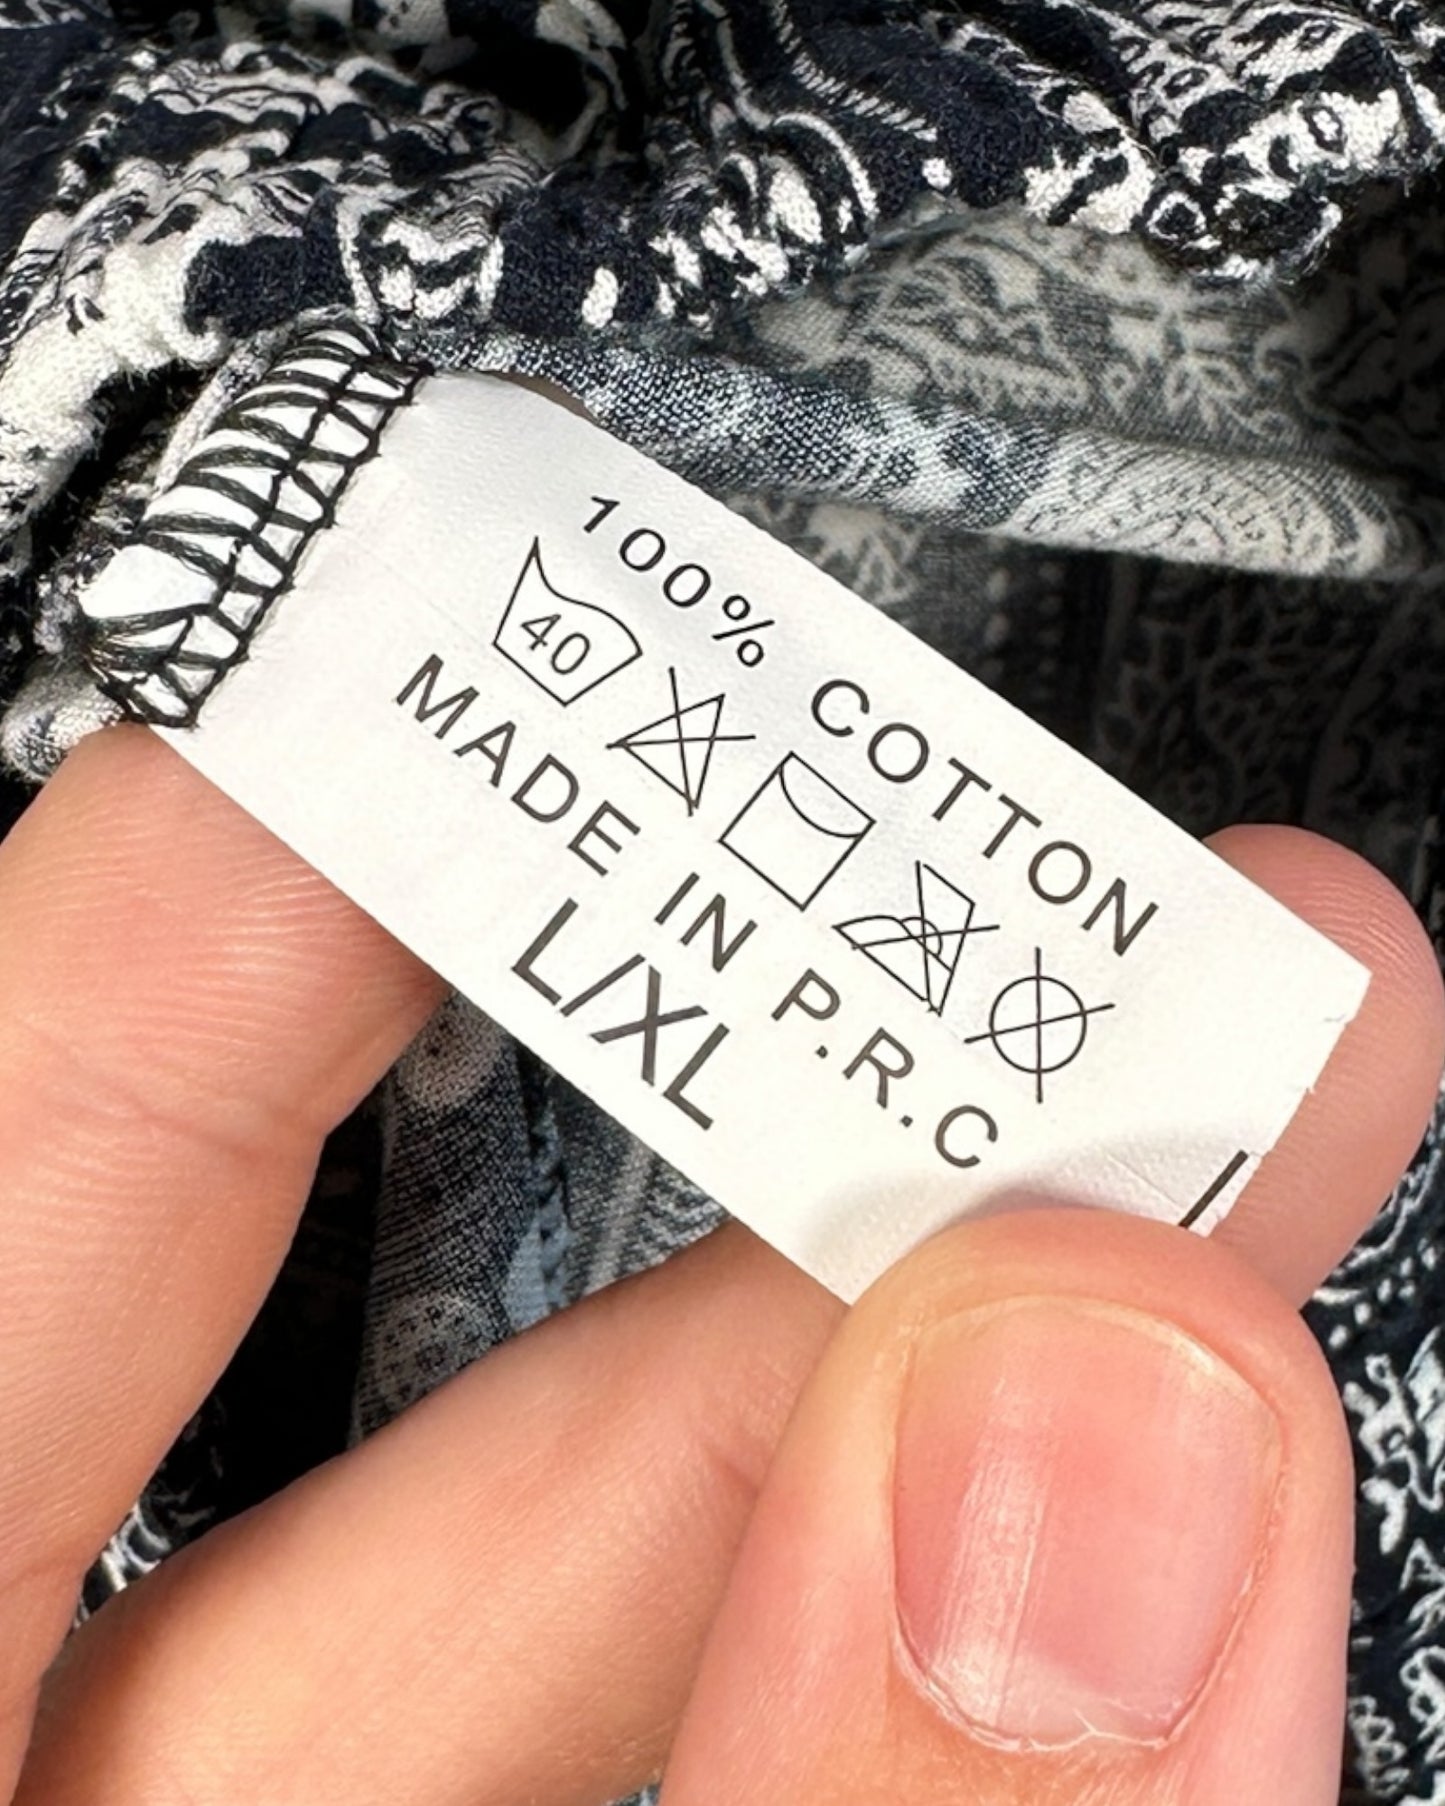 100% COTTON
40
MADE IN P.R.C
L/XL